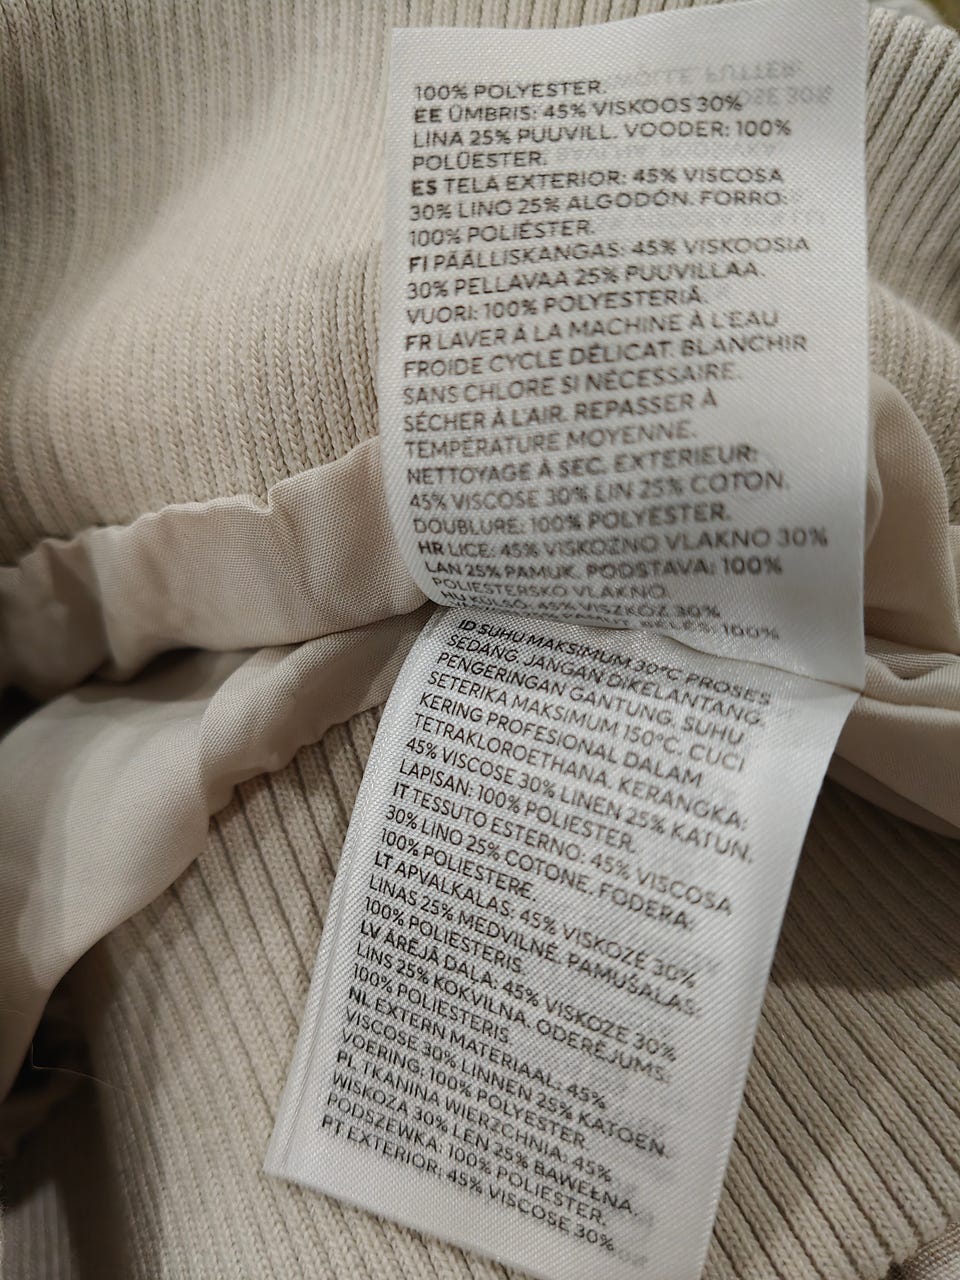 100% POLYESTER.
EE ÜMBRIS: 45% VISKOOS 30%
LINA 25% PUUVILL. VOODER: 100%
POLÜESTER.
ES TELA EXTERIOR: 45% VISCOSA
30% LINO 25% ALGODÓN. FORRO:
100% POLIÉSTER.
FI PÄÄLLISKANGAS: 45% VISKOOSIA
30% PELLAVAA 25% PUUVILLAA.
VUORI: 100% POLYESTERIÄ.
FR LAVER À LA MACHINE À L'EAU
FROIDE CYCLE DÉLICAT. BLANCHIR
SANS CHLORE SI NÉCESSAIRE.
SÉCHER À L'AIR. REPASSER À
TEMPÉRATURE MOYENNE.
NETTOYAGE À SEC. EXTERIEUR:
45% VISCOSE 30% LIN 25% COTON.
DOUBLURE: 100% POLYESTER.
HR LICE: 45% VISKOZNO VLAKNO 30%
LAN 25% PAMUK. PODSTAVA: 100%
POLIESTERSKO VLAKNO.
HU KÜLSŐ: 45% VISZKÓZ 30%
PAMUT. BÉLÉS: 100%
ID SUHU MAKSIMUM 30°C PROSES
SEDANG. JANGAN DIKELANTANG.
PENGERINGAN GANTUNG. SUHU
SETERIKA MAKSIMUM 150°C. CUCI
KERING PROFESIONAL DALAM
TETRAKLOROETHANA. KERANGKA:
45% VISCOSE 30% LINEN 25% KATUN.
LAPISAN: 100% POLIESTER.
IT TESSUTO ESTERNO: 45% VISCOSA
30% LINO 25% COTONE. FODERA:
100% POLIESTERE.
LT APVALKALAS: 45% VISKOZĖ 30%
LINAS 25% MEDVILNĖ. PAMUŠALAS:
100% POLIESTERIS.
LV ĀRĒJĀ DAĻA: 45% VISKOZE 30%
LINS 25% KOKVILNA. ODERĒJUMS:
100% POLIESTERIS.
NL EXTERN MATERIAAL: 45%
VISCOSE 30% LINNEN 25% KATOEN.
VOERING: 100% POLYESTER.
PL TKANINA WIERZCHNIA: 45%
WISKOZA 30% LEN 25% BAWEŁNA.
PODSZEWKA: 100% POLIESTER.
PT EXTERIOR: 45% VISCOSE 30%